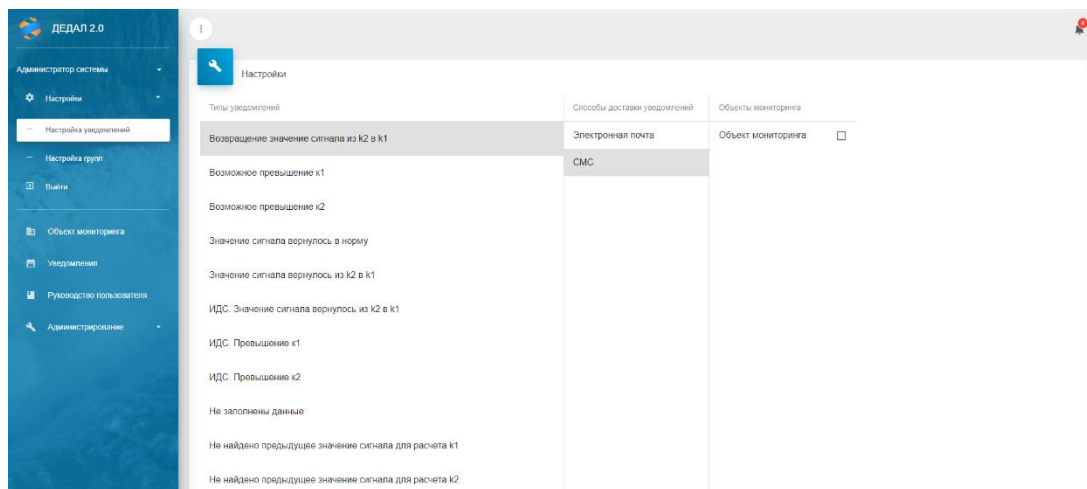 ДЕДАЛ 2.0
Администратор системы
Настройки
Настройка уведомлений
Настройка групп
Выйти
Объект мониторинга
Уведомления
Руководство пользователя
Администрирование
Настройки
Типы уведомлений
Возвращение значение сигнала из k2 в k1
Возможное превышение к1
Возможное превышение к2
Значение сигнала вернулось в норму
Значение сигнала вернулось из k2 в k1
ИДС. Значение сигнала вернулось из k2 в k1
ИДС. Превышение к1
ИДС. Превышение к2
Не заполнены данные
Не найдено предыдущее значение сигнала для расчета k1
Не найдено предыдущее значение сигнала для расчета k2
Способы доставки уведомлений
Электронная почта
СМС
Объекты мониторинга
Объект мониторинга